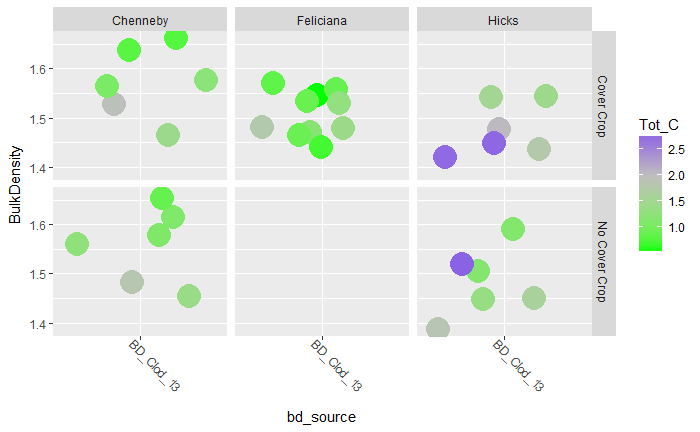 Chenneby Feliciana Hicks
1.6
1.5
1.4
Cover Crop
1.6
1.5
1.4
No Cover Crop
BulkDensity
BD_Clod_13 BD_Clod_13 BD_Clod_13
bd_source
Tot_C
2.5
2.0
1.5
1.0